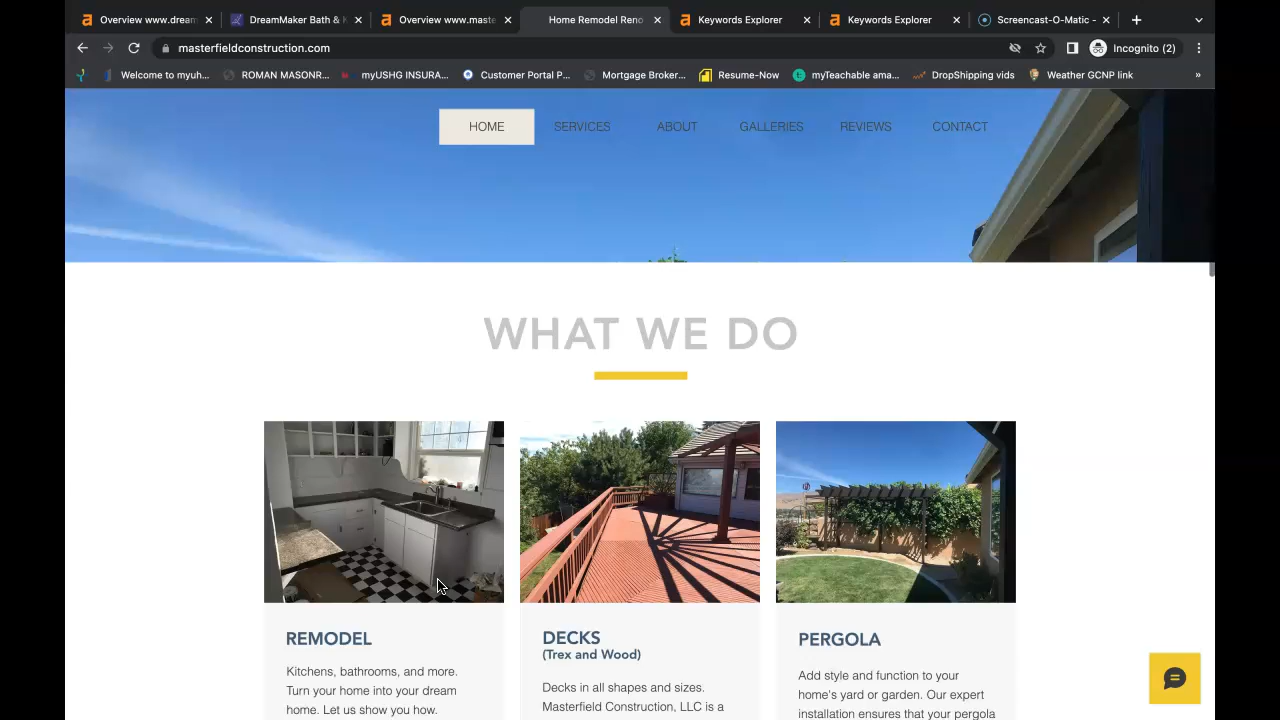 Overview www.dream
DreamMaker Bath & K
Overview www.maste
Home Remodel Reno
Keywords Explorer
Keywords Explorer
Screencast-O-Matic -
masterfieldconstruction.com
Incognito (2)
Welcome to myuh...
ROMAN MASONR...
myUSHG INSURA...
Customer Portal P...
Mortgage Broker...
Resume-Now
myTeachable ama...
DropShipping vids
Weather GCNP link
»
HOME
SERVICES
ABOUT
GALLERIES
REVIEWS
CONTACT
WHAT WE DO
REMODEL
Kitchens, bathrooms, and more.
Turn your home into your dream
home. Let us show you how.
DECKS
(Trex and Wood)
Decks in all shapes and sizes.
Masterfield Construction, LLC is a
PERGOLA
Add style and function to your
home's yard or garden. Our expert
installation ensures that your pergola